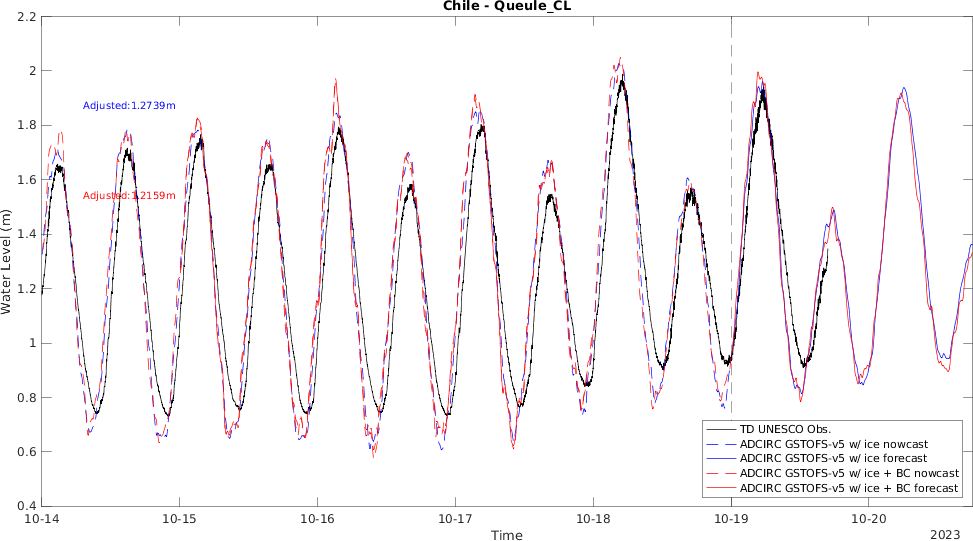 Chile - Queule_CL
2.2
2
1.8
1.6
1.4
1.2
1
0.8
0.6
0.4
Water Level (m)
Adjusted:1.2739m
Adjusted:1.2159m
TD UNESCO Obs.
ADCIRC GSTOFS-v5 w/ ice nowcast
ADCIRC GSTOFS-v5 w/ ice forecast
ADCIRC GSTOFS-v5 w/ ice + BC nowcast
ADCIRC GSTOFS-v5 w/ ice + BC forecast
10-14 10-15 10-16 10-17 10-18 10-19 10-20
Time
2023